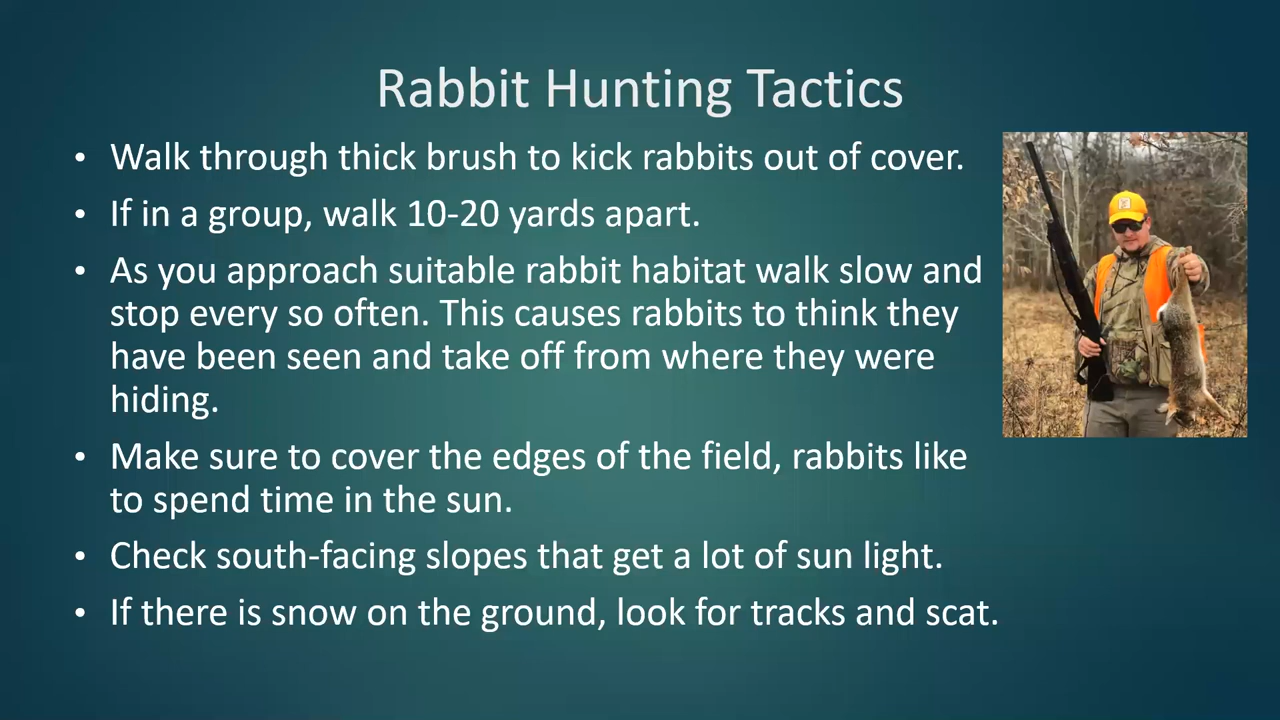 Rabbit Hunting Tactics
• Walk through thick brush to kick rabbits out of cover.
• If in a group, walk 10-20 yards apart.
• As you approach suitable rabbit habitat walk slow and
stop every so often. This causes rabbits to think they
have been seen and take off from where they were
hiding.
• Make sure to cover the edges of the field, rabbits like
to spend time in the sun.
• Check south-facing slopes that get a lot of sun light.
• If there is snow on the ground, look for tracks and scat.